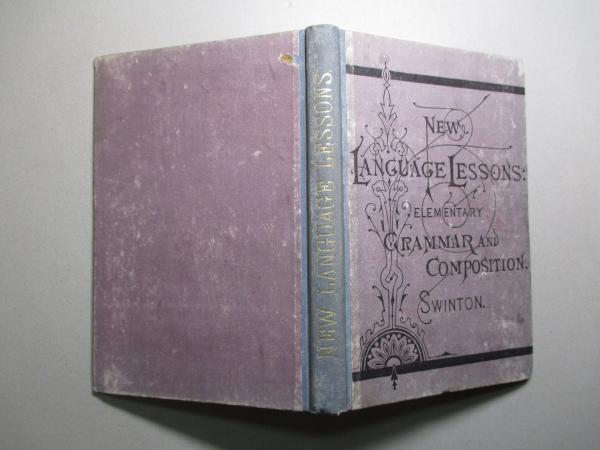 NEW LANGUAGE LESSONS
NEW
LANGUAGE LESSONS:
ELEMENTARY
GRAMMAR AND
COMPOSITION.
SWINTON.